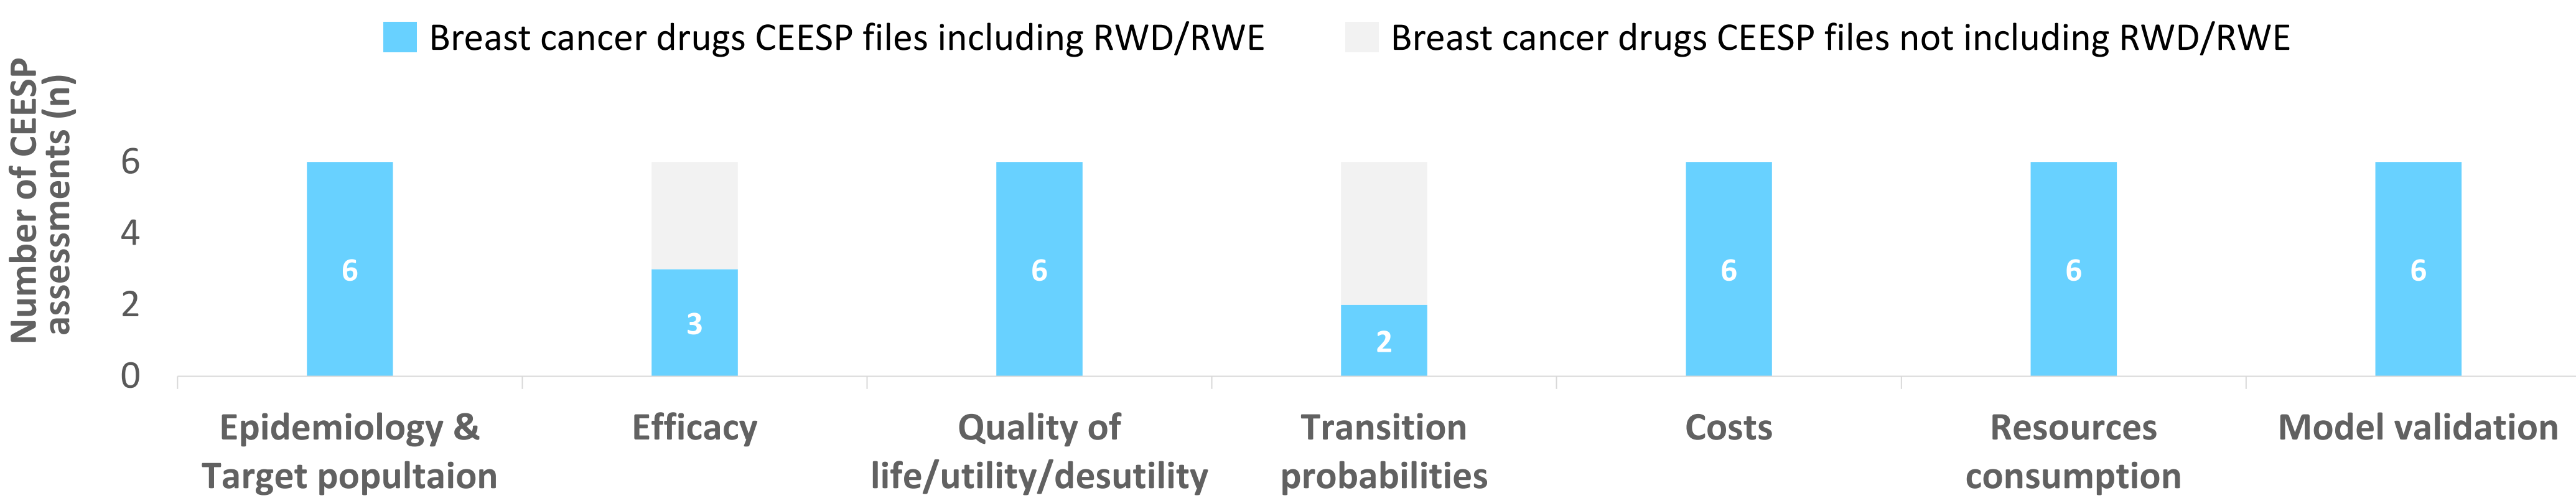 Breast cancer drugs CEESP files including RWD/RWE
Breast cancer drugs CEESP files not including RWD/RWE
Number of CEESP
assessments (n)
6
4
2
0
6
3
6
2
6
6
6
Epidemiology &
Target popultaion
Efficacy
Quality of
life/utility/desutility
Transition
probabilities
Costs
Resources
consumption
Model validation